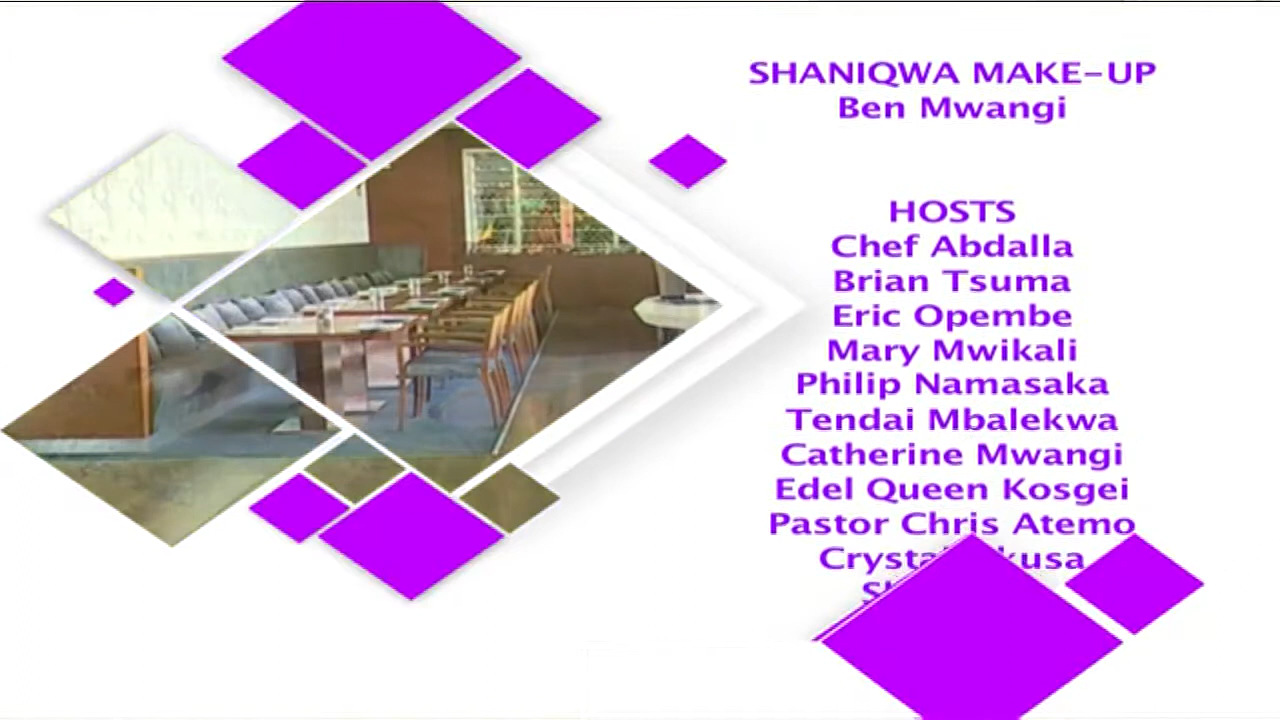 SHANIQWA MAKE-UP
Ben Mwangi
HOSTS
Chef Abdalla
Brian Tsuma
Eric Opembe
Mary Mwikali
Philip Namasaka
Tendai Mbalekwa
Catherine Mwangi
Edel Queen Kosgei
Pastor Chris Atemo